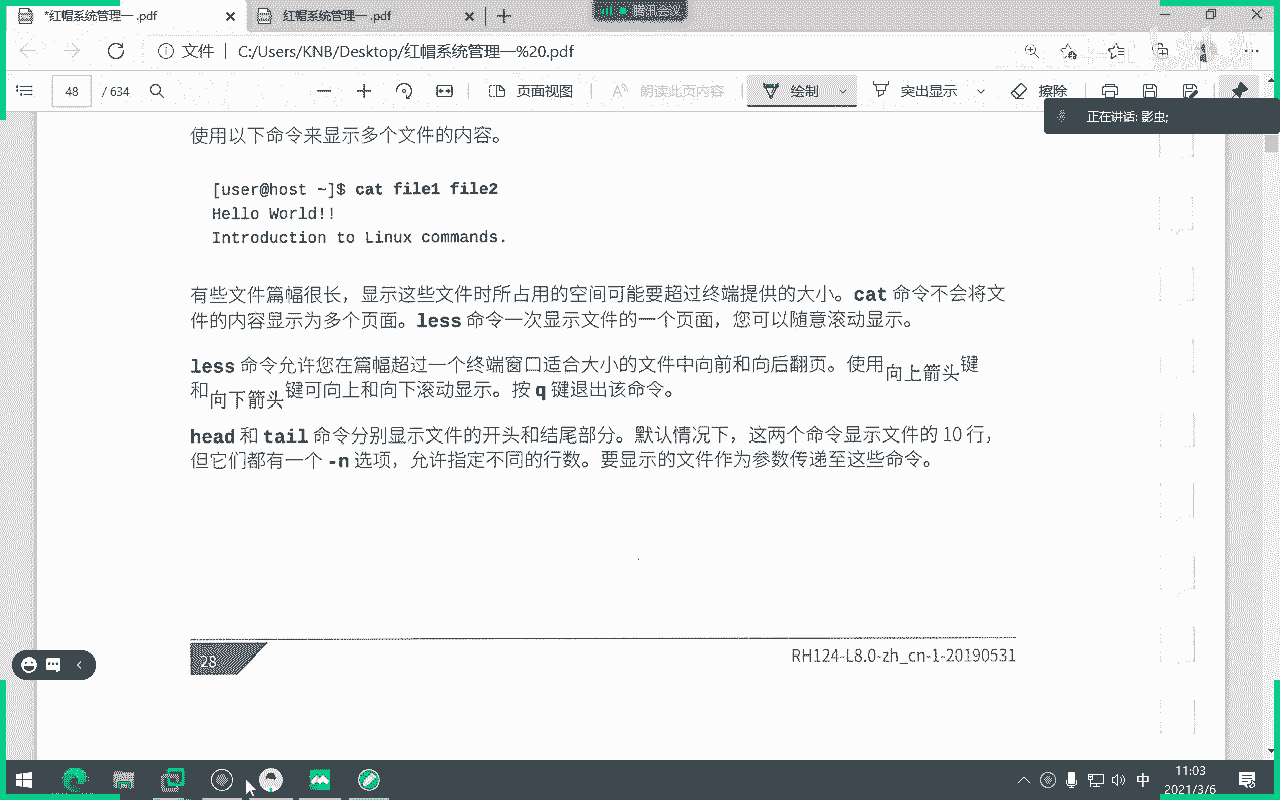 *红帽系统管理一 .pdf
红帽系统管理一 .pdf
腾讯会议
文件
C:/Users/KNB/Desktop/红帽系统管理一%20.pdf
48 / 634
页面视图
朗读此页内容
绘制
突出显示
擦除
正在讲话: 影虫;
使用以下命令来显示多个文件的内容。
[user@host ~]$ cat file1 file2
Hello World!!
Introduction to Linux commands.
有些文件篇幅很长，显示这些文件时所占用的空间可能要超过终端提供的大小。cat 命令不会将文
件的内容显示为多个页面。less 命令一次显示文件的一个页面，您可以随意滚动显示。
less 命令允许您在篇幅超过一个终端窗口适合大小的文件中向前和向后翻页。使用向上箭头键
和向下箭头键可向上和向下滚动显示。按 q 键退出该命令。
head 和 tail 命令分别显示文件的开头和结尾部分。默认情况下，这两个命令显示文件的 10 行，
但它们都有一个 -n 选项，允许指定不同的行数。要显示的文件作为参数传递至这些命令。
28
RH124-L8.0-zh_cn-1-20190531
中
11:03
2021/3/6